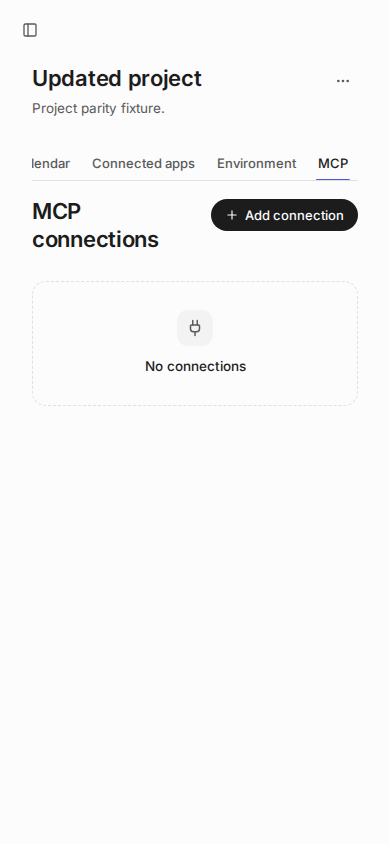 Updated project
Project parity fixture.
lendar Connected apps Environment MCP
MCP
connections
Add connection
No connections